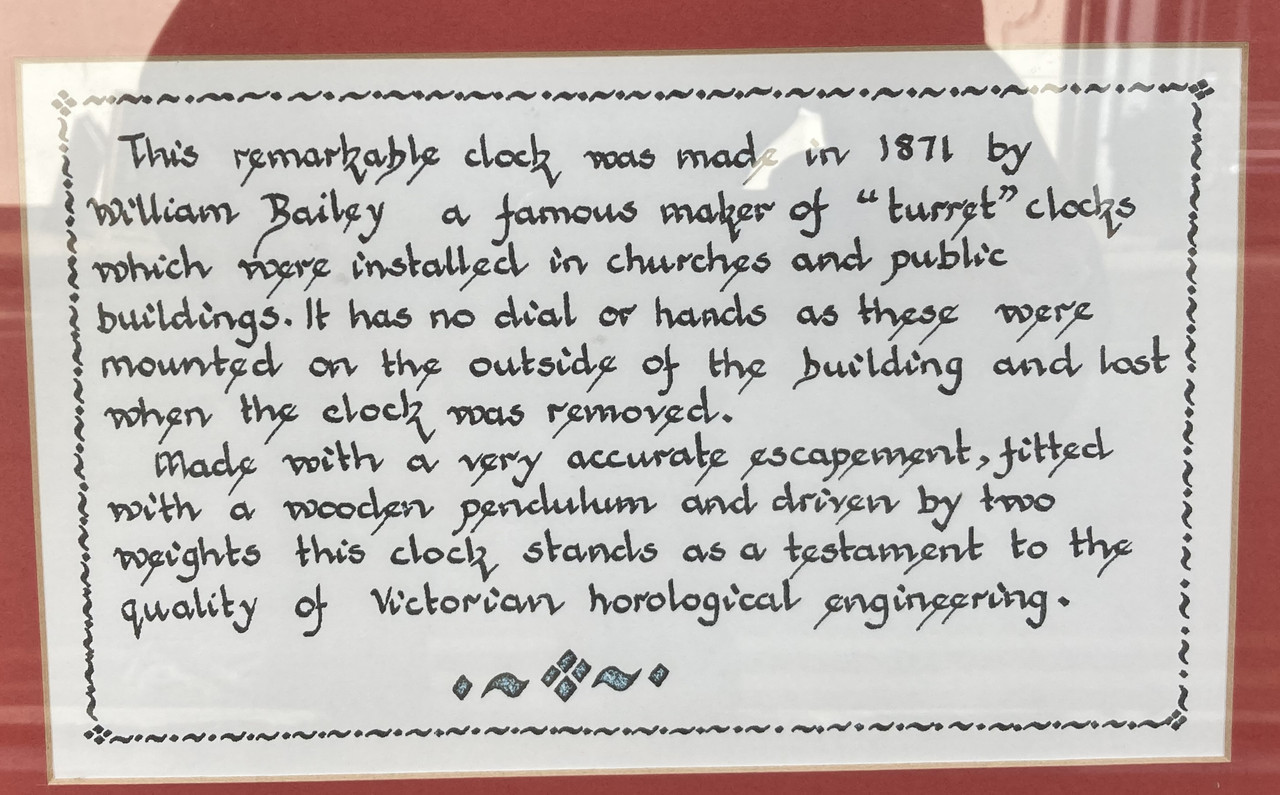 This remarkable clock was made in 1871 by
William Bailey a famous maker of “turret” clocks
which were installed in churches and public
buildings. It has no dial or hands as these were
mounted on the outside of the building and lost
when the clock was removed.
Made with a very accurate escapement, fitted
with a wooden pendulum and driven by two
weights this clock stands as a testament to the
quality of Victorian horological engineering.